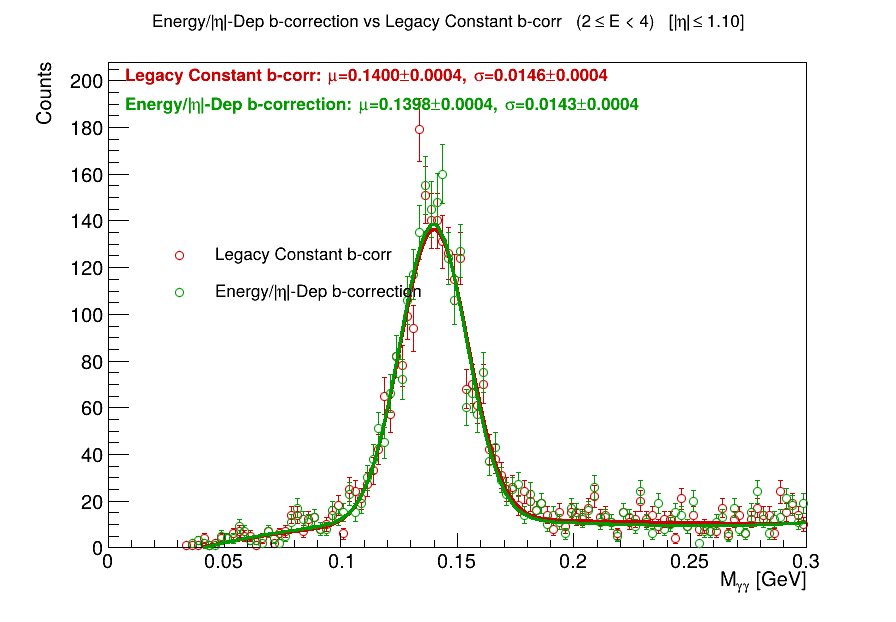 Energy/|η|-Dep b-correction vs Legacy Constant b-corr (2 ≤ E < 4) [|η| ≤ 1.10]
Counts
Legacy Constant b-corr: μ=0.1400±0.0004, σ=0.0146±0.0004
Energy/|η|-Dep b-correction: μ=0.1398±0.0004, σ=0.0143±0.0004
Legacy Constant b-corr
Energy/|η|-Dep b-correction
200
180
160
140
120
100
80
60
40
20
0
0 0.05 0.1 0.15 0.2 0.25 0.3
Mγγ [GeV]